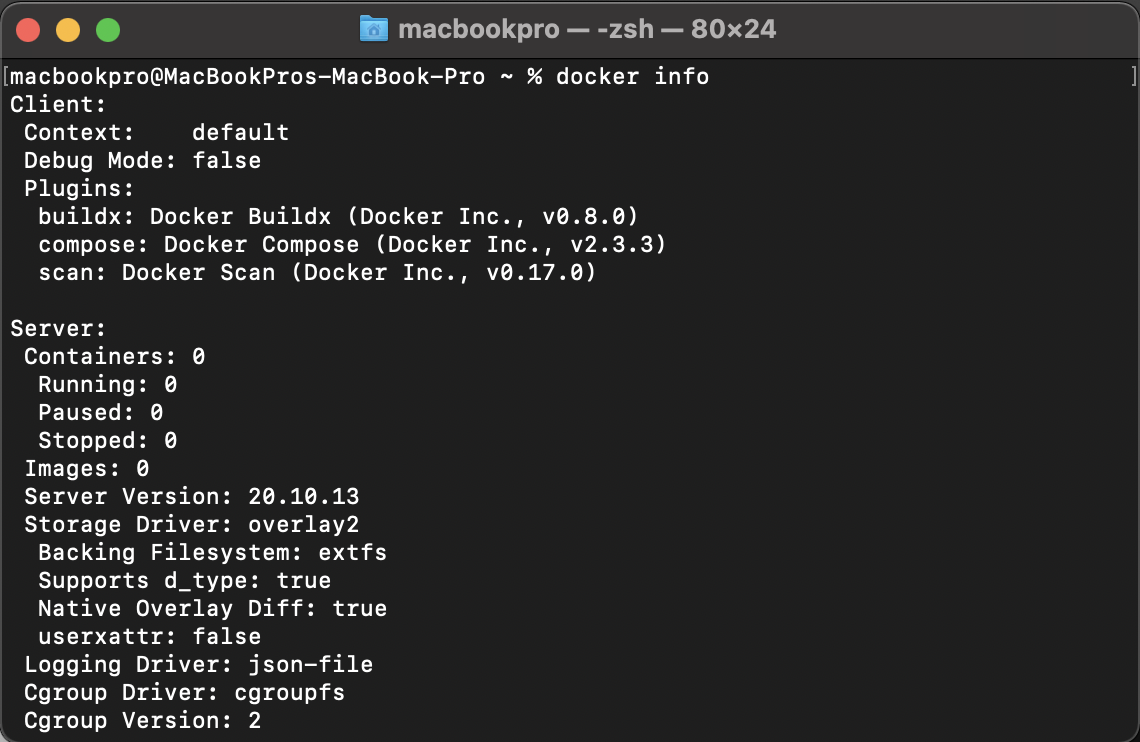 macbookpro — -zsh — 80×24
[macbookpro@MacBookPros-MacBook-Pro ~ % docker info ]
Client:
 Context:    default
 Debug Mode: false
 Plugins:
  buildx: Docker Buildx (Docker Inc., v0.8.0)
  compose: Docker Compose (Docker Inc., v2.3.3)
  scan: Docker Scan (Docker Inc., v0.17.0)

Server:
 Containers: 0
  Running: 0
  Paused: 0
  Stopped: 0
 Images: 0
 Server Version: 20.10.13
 Storage Driver: overlay2
  Backing Filesystem: extfs
  Supports d_type: true
  Native Overlay Diff: true
  userxattr: false
 Logging Driver: json-file
 Cgroup Driver: cgroupfs
 Cgroup Version: 2